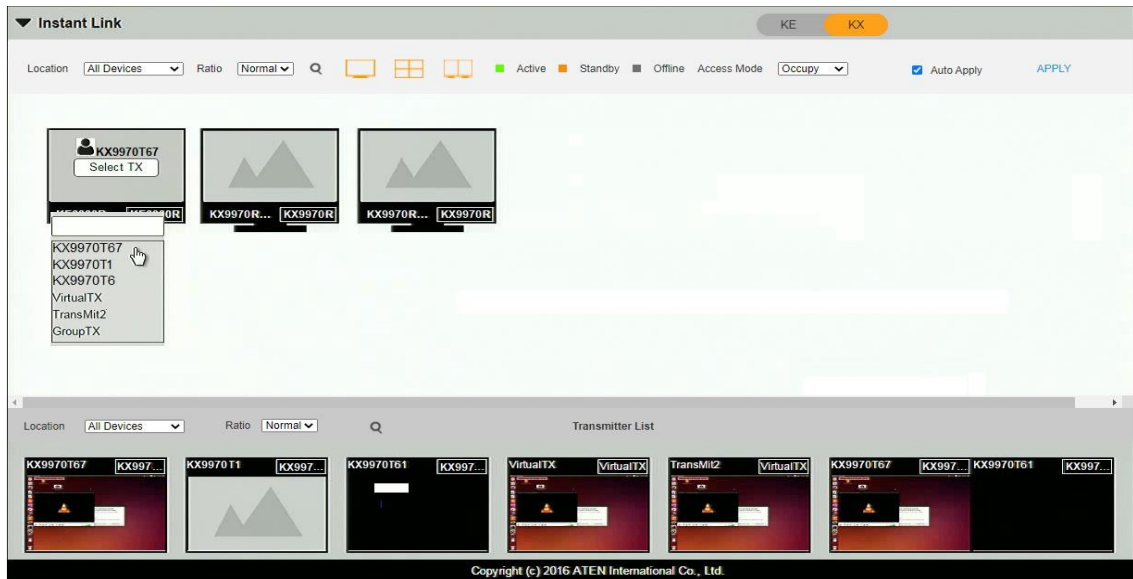 Instant Link
KE KX
Location All Devices Ratio Normal Active Standby Offline Access Mode Occupy Auto Apply APPLY
KX9970T67
Select TX
KX9970R... KX9970R KX9970R... KX9970R
KX9970T67
KX9970T1
KX9970T6
VirtualTX
TransMit2
GroupTX
Location All Devices Ratio Normal Transmitter List
KX9970T67 KX997... KX9970T1 KX997... KX9970T61 KX997... VirtualTX VirtualTX TransMit2 VirtualTX KX9970T67 KX997... KX9970T61 KX997...
Copyright (c) 2016 ATEN International Co., Ltd.